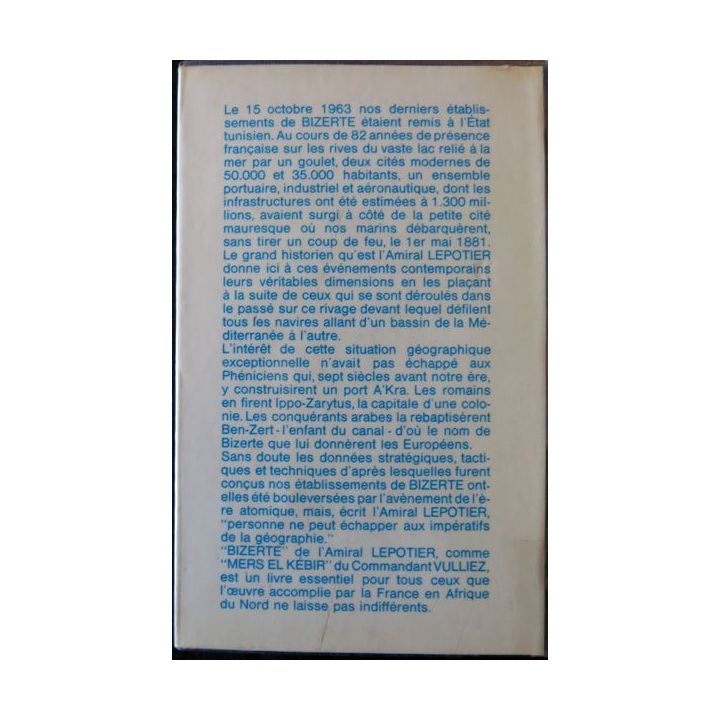 Le 15 octobre 1963 nos derniers établis-
sements de BIZERTE étaient remis à l'État
tunisien. Au cours de 82 années de présence
française sur les rives du vaste lac relié à la
mer par un goulet, deux cités modernes de
50.000 et 35.000 habitants, un ensemble
portuaire, industriel et aéronautique, dont les
infrastructures ont été estimées à 1.300 mil-
lions, avaient surgi à côté de la petite cité
mauresque où nos marins débarquèrent,
sans tirer un coup de feu, le 1er mai 1881.
Le grand historien qu'est l'Amiral LEPOTIER
donne ici à ces événements contemporains
leurs véritables dimensions en les plaçant
à la suite de ceux qui se sont déroulés dans
le passé sur ce rivage devant lequel défilent
tous les navires allant d'un bassin de la Mé-
diterranée à l'autre.
L'intérêt de cette situation géographique
exceptionnelle n'avait pas échappé aux
Phéniciens qui, sept siècles avant notre ère,
y construisirent un port A'Kra. Les romains
en firent Ippo-Zarytus, la capitale d'une colo-
nie. Les conquérants arabes la rebaptisèrent
Ben-Zert - l'enfant du canal - d'où le nom de
Bizerte que lui donnèrent les Européens.
Sans doute les données stratégiques, tacti-
ques et techniques d'après lesquelles furent
conçus nos établissements de BIZERTE ont-
elles été bouleversées par l'avènement de l'è-
re atomique, mais, écrit l'Amiral LEPOTIER,
"personne ne peut échapper aux impératifs
de la géographie."
"BIZERTE" de l'Amiral LEPOTIER, comme
"MERS EL KÉBIR" du Commandant VULLIEZ,
est un livre essentiel pour tous ceux que
l'œuvre accomplie par la France en Afrique
du Nord ne laisse pas indifférents.